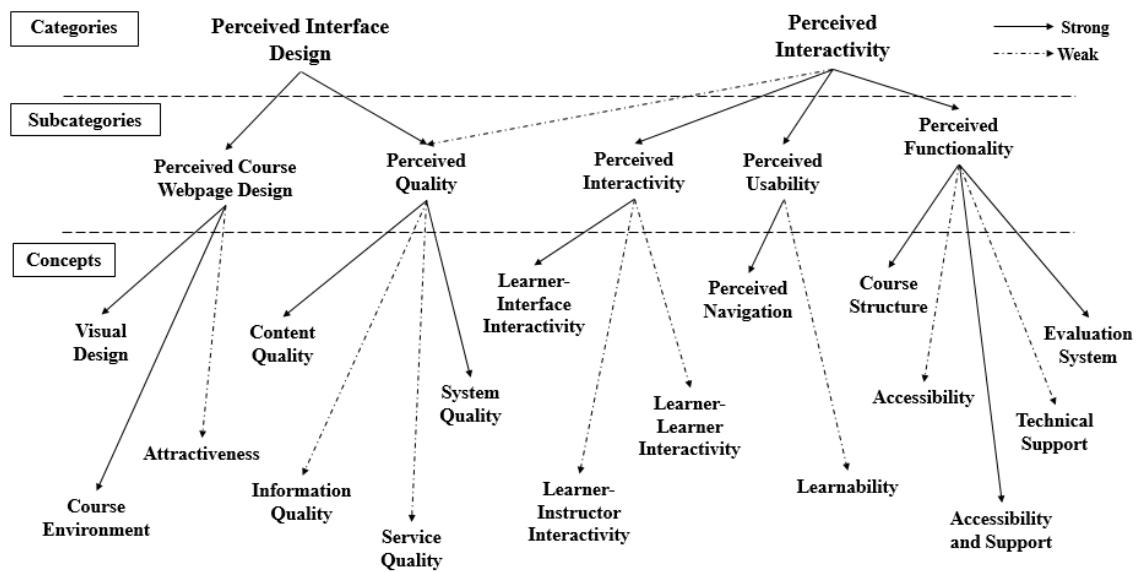 Categories
Perceived Interface
Design
Perceived
Interactivity
Strong
Weak
Subcategories
Perceived Course
Webpage Design
Perceived
Quality
Perceived
Interactivity
Perceived
Usability
Perceived
Functionality
Concepts
Visual
Design
Course
Environment
Attractiveness
Content
Quality
Information
Quality
Service
Quality
System
Quality
Learner-
Interface
Interactivity
Learner-
Instructor
Interactivity
Learner-
Learner
Interactivity
Perceived
Navigation
Learnability
Course
Structure
Accessibility
Accessibility
and Support
Technical
Support
Evaluation
System